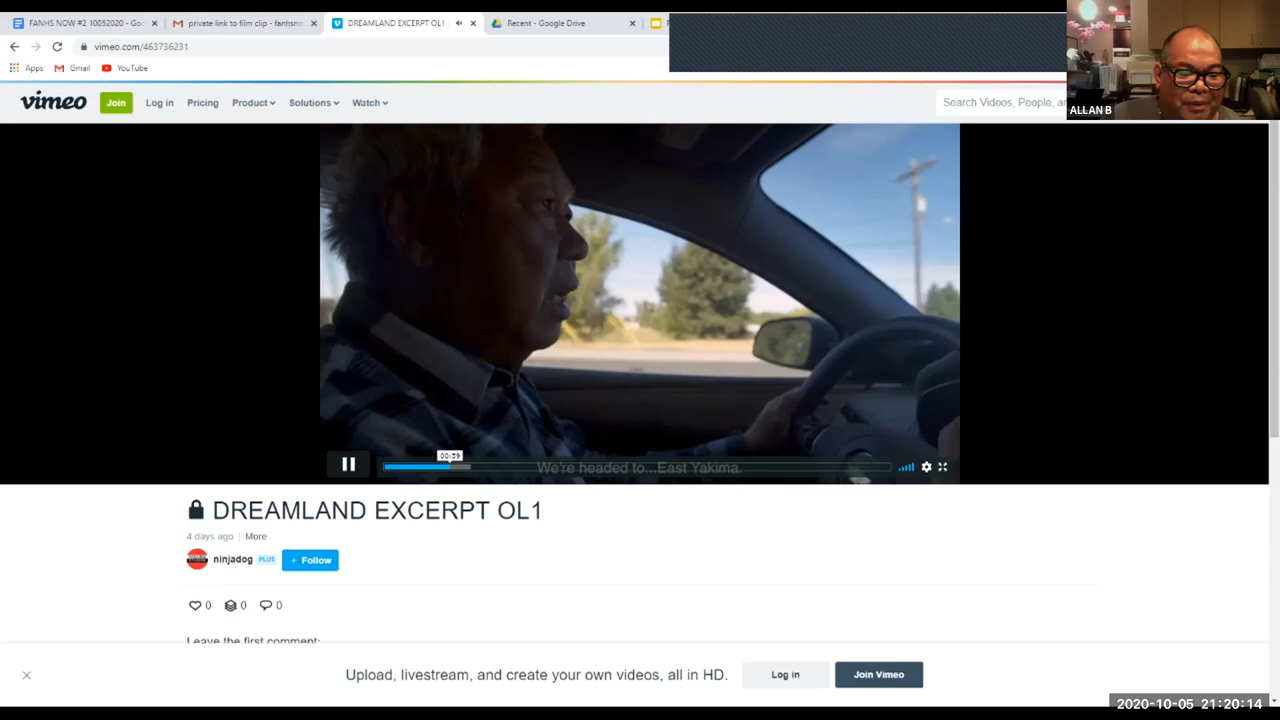 FANHS NOW #2 10052020 - Goo
private link to film clip - fanhsno
DREAMLAND EXCERPT OL1
Recent - Google Drive
vimeo.com/463736231
Apps Gmail YouTube
vimeo Join Log in Pricing Product Solutions Watch
Search Videos, People, an
ALLAN B
00:59
We're headed to...East Yakima.
DREAMLAND EXCERPT OL1
4 days ago | More
ninjadog PLUS + Follow
0 0 0
Leave the first comment:
Upload, livestream, and create your own videos, all in HD. Log in Join Vimeo
2020-10-05 21:20:14